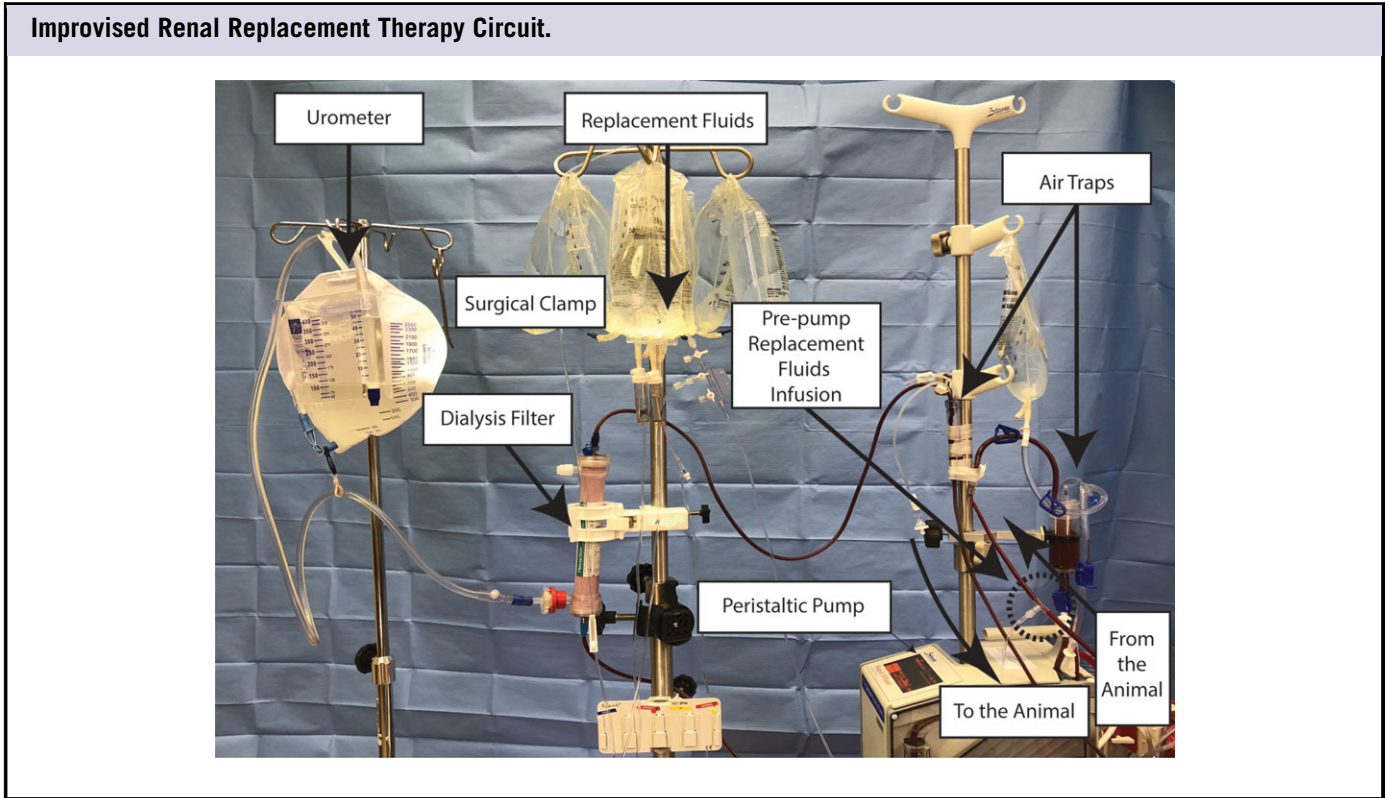 Improvised Renal Replacement Therapy Circuit.
Urometer
Replacement Fluids
Air Traps
Surgical Clamp
Pre-pump
Replacement
Fluids
Infusion
Dialysis Filter
Peristaltic Pump
From
the
Animal
To the Animal